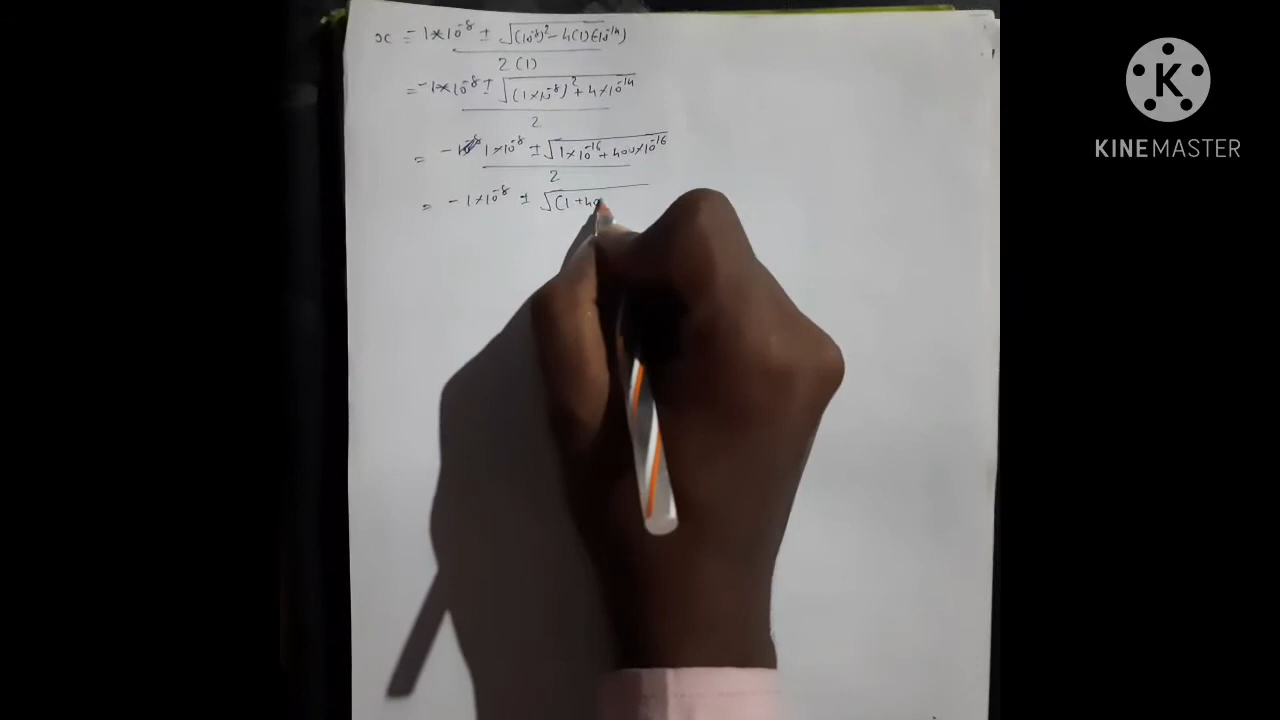 x = -1×10⁻⁸ ± √(10⁻⁸)² - 4(1)(-10⁻¹⁴)
2(1)
= -1×10⁻⁸ ± √(1×10⁻⁸)² + 4×10⁻¹⁴
2
= - 1×10⁻⁸ ± √1×10⁻¹⁶ + 400×10⁻¹⁶
2
= - 1×10⁻⁸ ± √(1+40
K
KINEMASTER